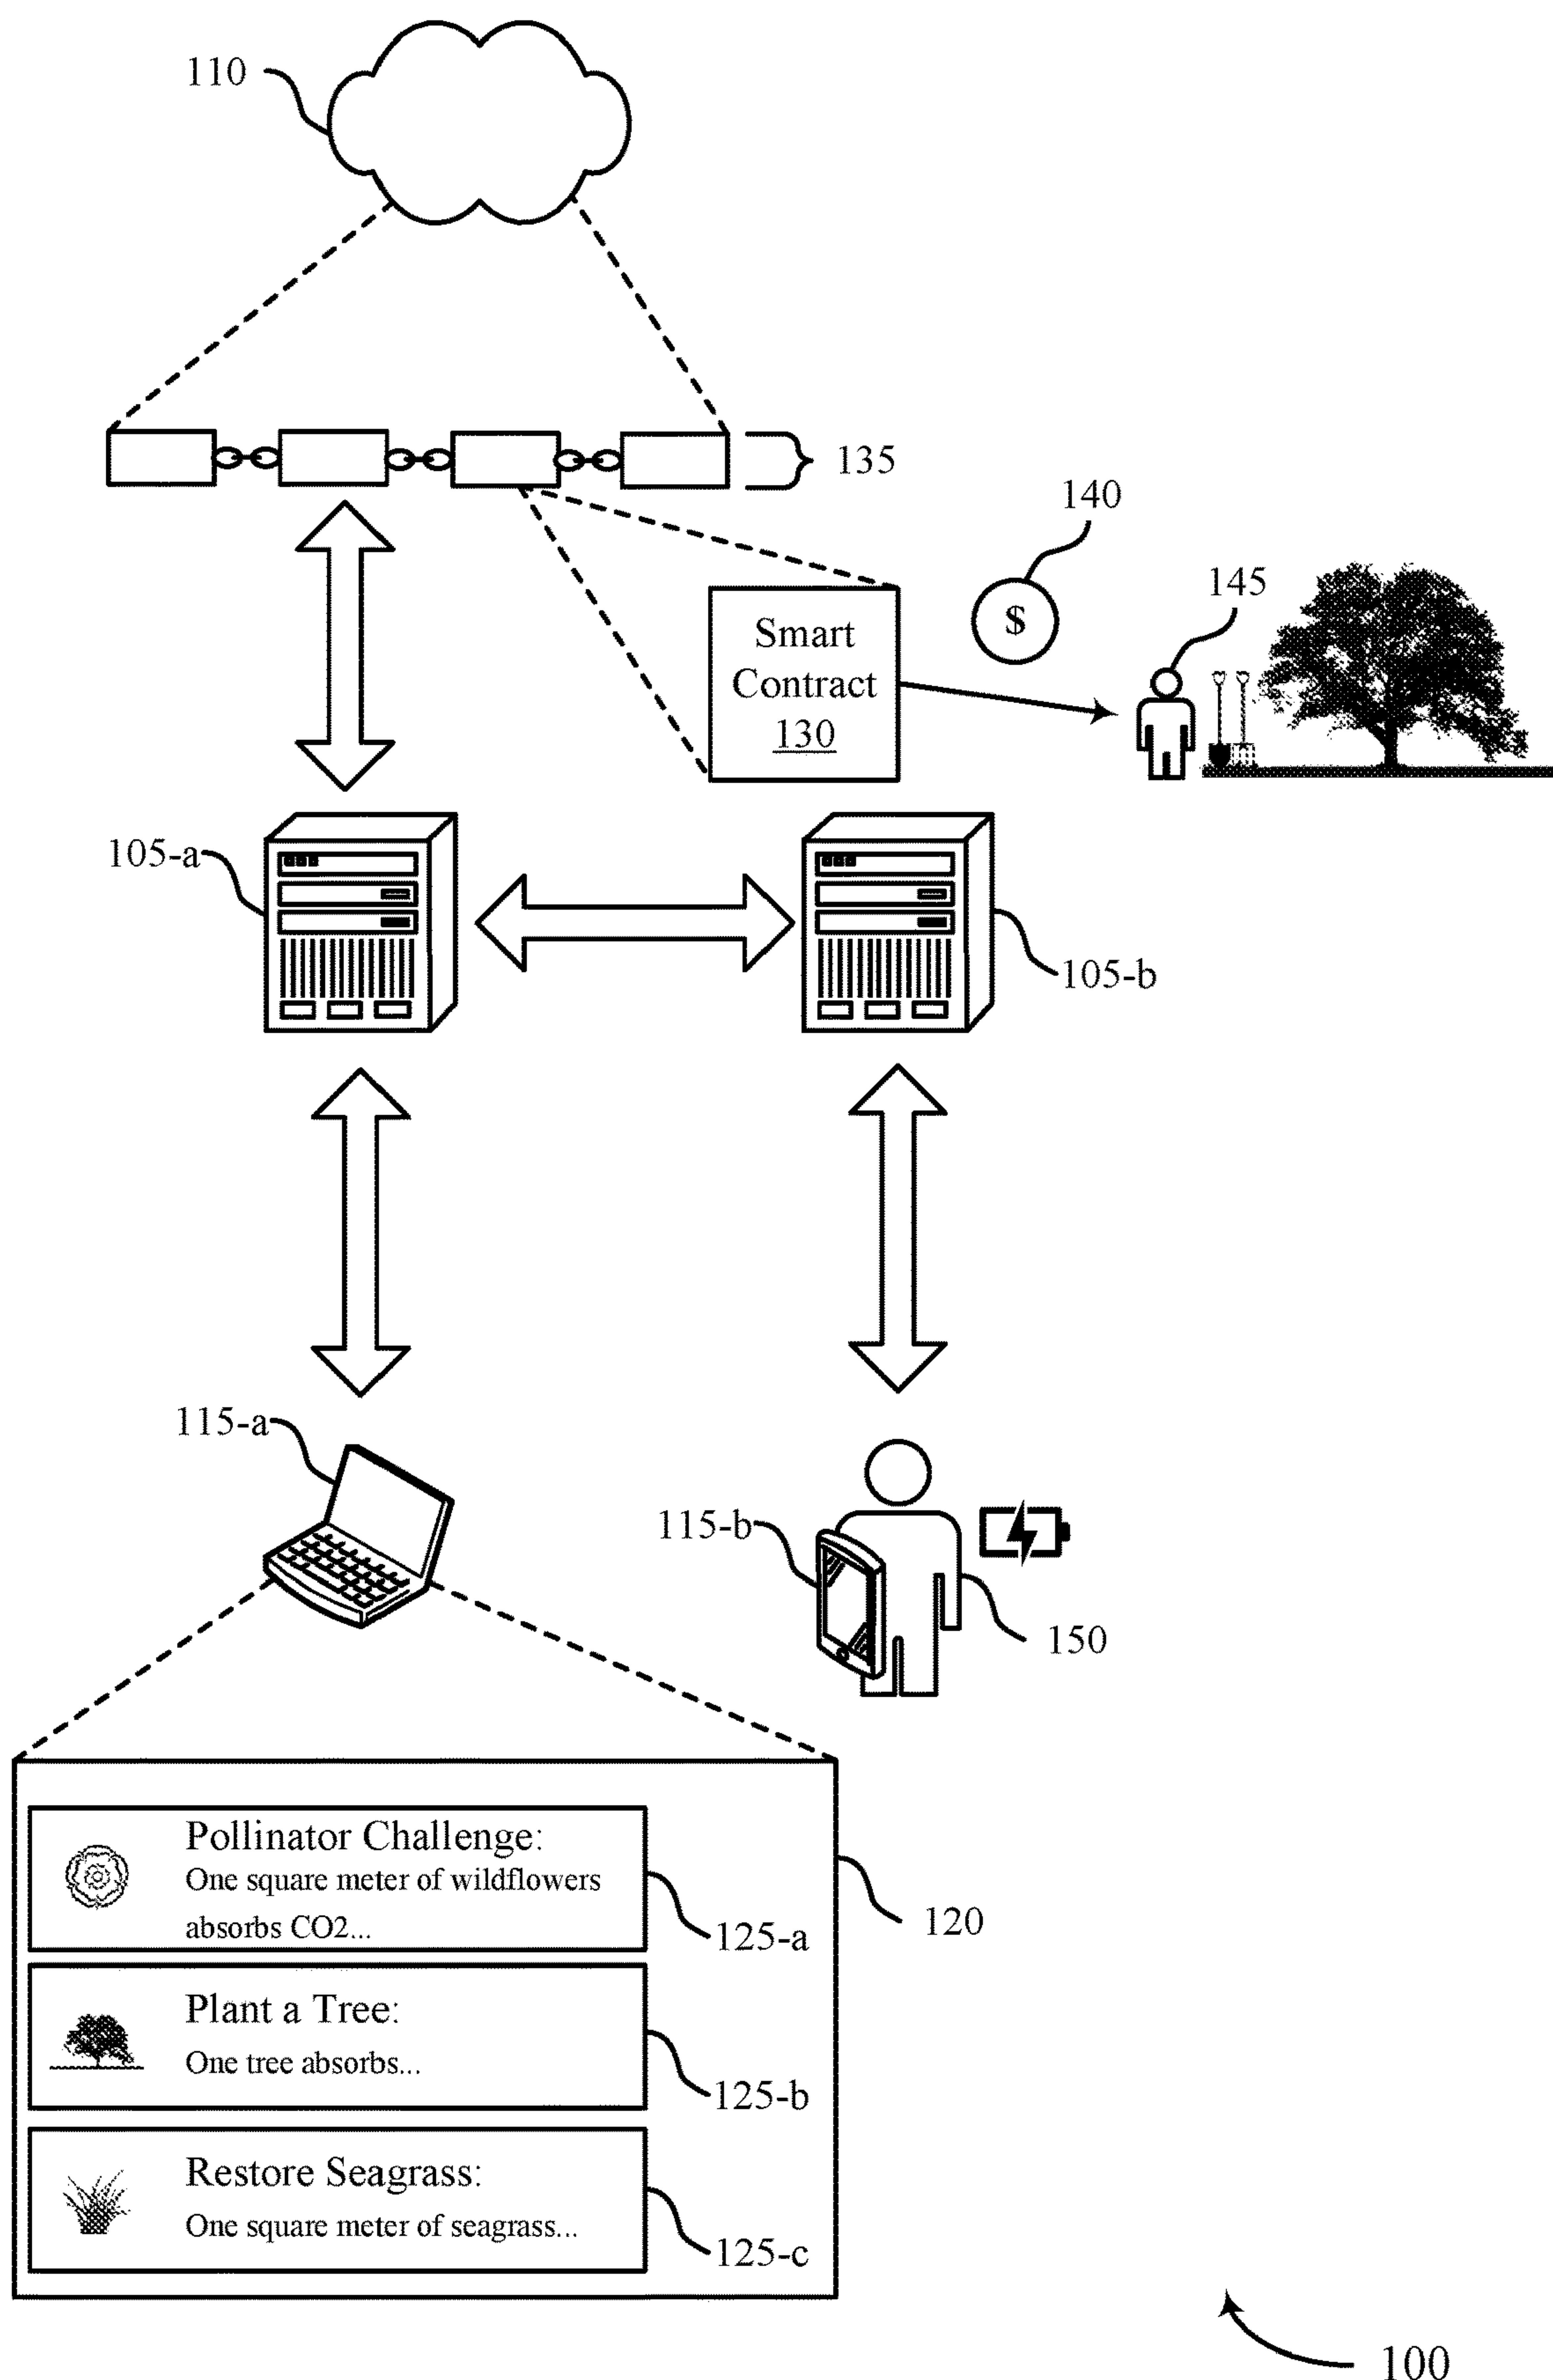 110
135
140
145
Smart
Contract
130
$
105-a
105-b
115-a
115-b
150
Pollinator Challenge:
One square meter of wildflowers
absorbs CO2...
125-a
120
Plant a Tree:
One tree absorbs...
125-b
Restore Seagrass:
One square meter of seagrass...
125-c
100